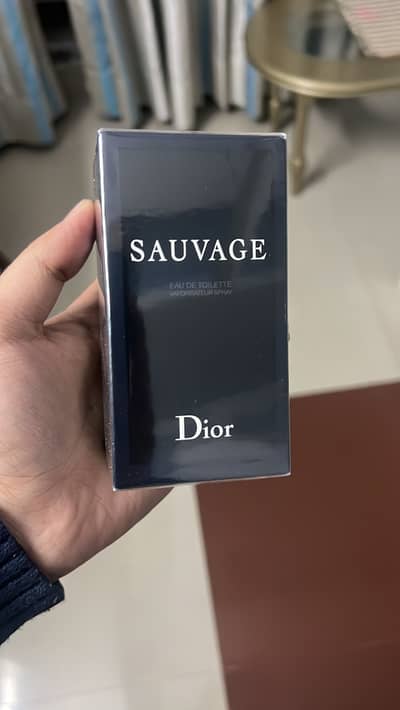 SAUVAGE
EAU DE TOILETTE
VAPORISATEUR SPRAY
Dior